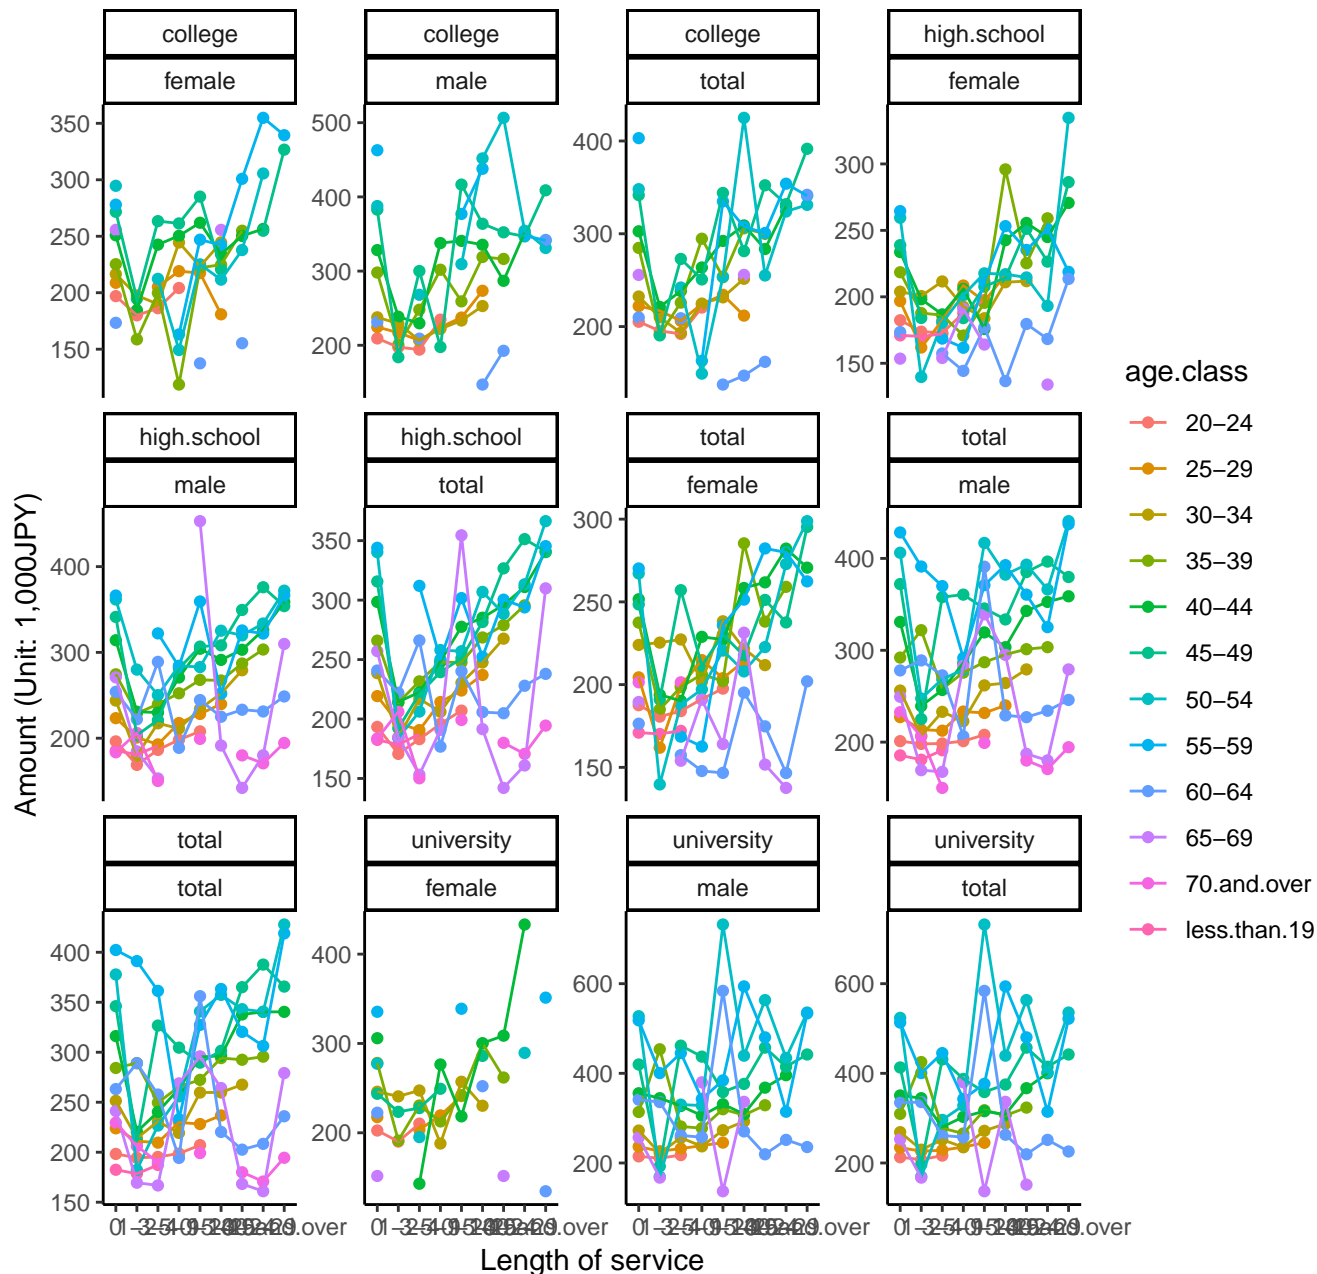 college
college
college
high.school
female
male
total
female
350
300
250
200
150
500
400
300
200
400
300
200
300
250
200
150
high.school
high.school
total
total
male
total
female
male
400
300
200
350
300
250
200
150
300
250
200
150
400
300
200
total
university
university
university
total
female
male
total
400
350
300
250
200
150
400
300
200
600
400
200
600
400
200
Length of service
Amount (Unit: 1,000JPY)
age.class
20−24
25−29
30−34
35−39
40−44
45−49
50−54
55−59
60−64
65−69
70.and.over
less.than.19